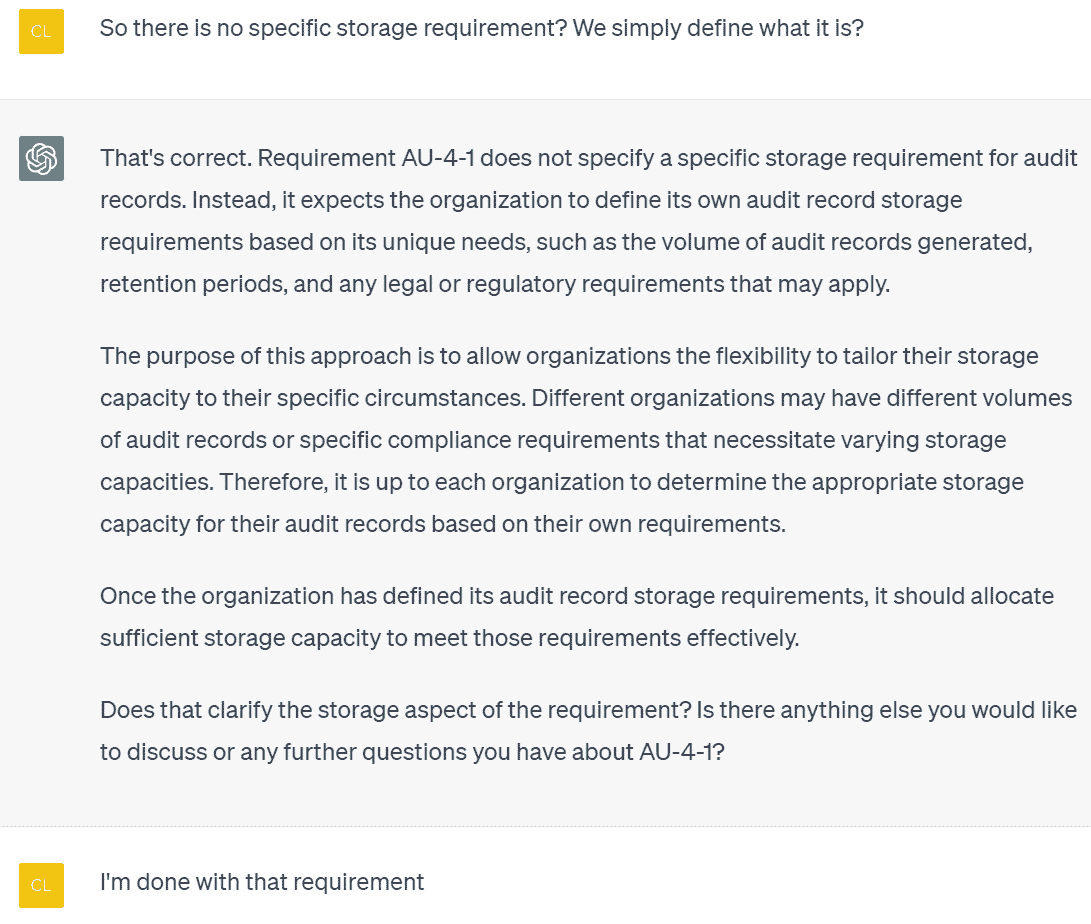 CL
So there is no specific storage requirement? We simply define what it is?
That's correct. Requirement AU-4-1 does not specify a specific storage requirement for audit
records. Instead, it expects the organization to define its own audit record storage
requirements based on its unique needs, such as the volume of audit records generated,
retention periods, and any legal or regulatory requirements that may apply.
The purpose of this approach is to allow organizations the flexibility to tailor their storage
capacity to their specific circumstances. Different organizations may have different volumes
of audit records or specific compliance requirements that necessitate varying storage
capacities. Therefore, it is up to each organization to determine the appropriate storage
capacity for their audit records based on their own requirements.
Once the organization has defined its audit record storage requirements, it should allocate
sufficient storage capacity to meet those requirements effectively.
Does that clarify the storage aspect of the requirement? Is there anything else you would like
to discuss or any further questions you have about AU-4-1?
CL
I'm done with that requirement